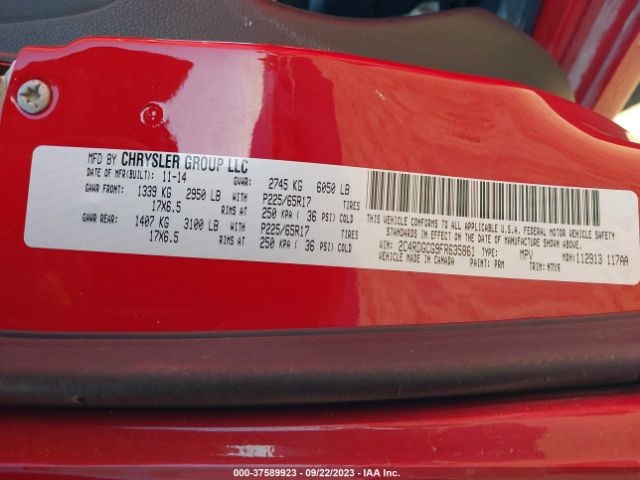 MFD BY CHRYSLER GROUP LLC
DATE OF MFR(BUILT): 11-14 GVWR: 2745 KG 6050 LB
GAWR FRONT: 1339 KG 2950 LB WITH P225/65R17 TIRES
17X6.5 RIMS AT 250 KPA ( 36 PSI) COLD
GAWR REAR: 1407 KG 3100 LB WITH P225/65R17 TIRES
17X6.5 RIMS AT 250 KPA ( 36 PSI) COLD
THIS VEHICLE CONFORMS TO ALL APPLICABLE U.S.A. FEDERAL MOTOR VEHICLE SAFETY
STANDARDS IN EFFECT ON THE DATE OF MANUFACTURE SHOWN ABOVE.
VIN: 2C4RDGCG9FR635861 TYPE: MPV MDH: 112913 117AA
VEHICLE MADE IN CANADA PAINT: PRM TRIM: M7X9
000-37589923 - 09/22/2023 - IAA Inc.